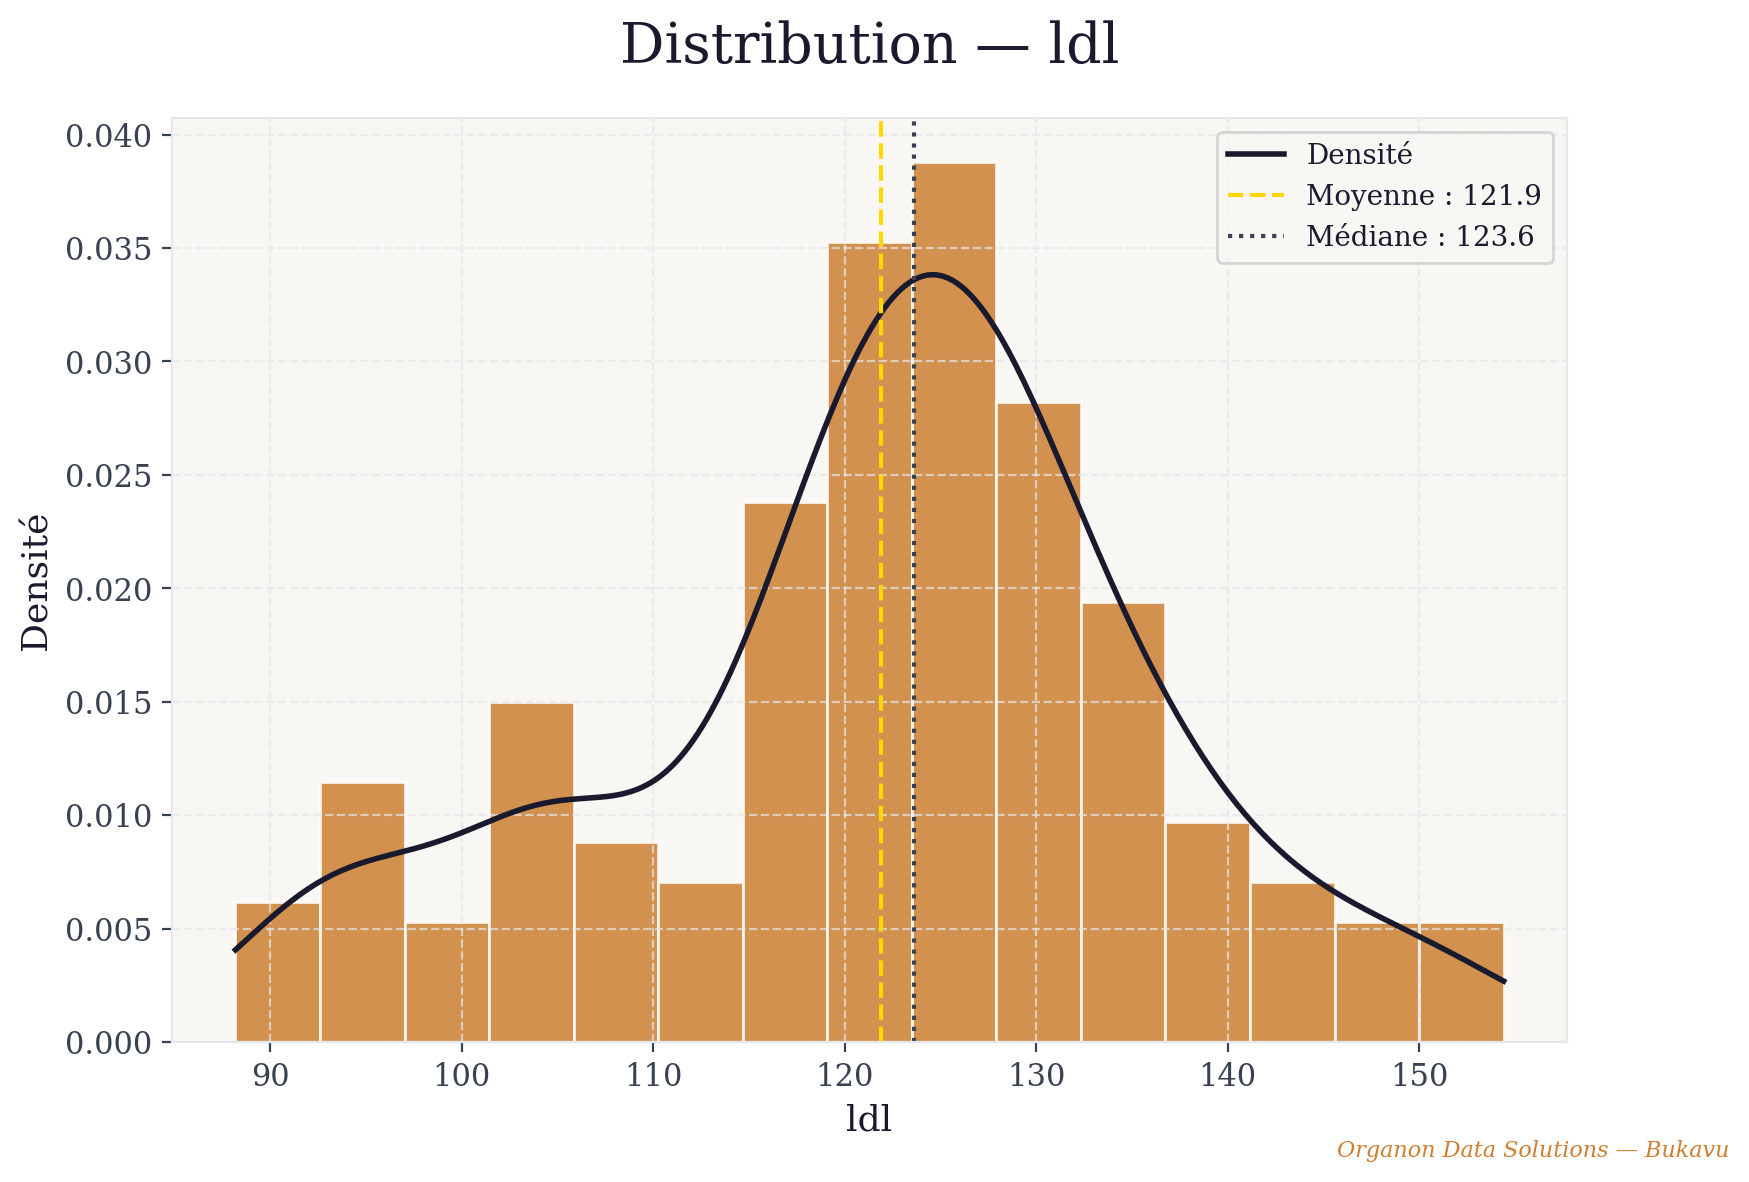 Distribution — ldl
0.040
0.035
0.030
0.025
0.020
0.015
0.010
0.005
0.000
Densité
Densité
Moyenne : 121.9
Médiane : 123.6
90 100 110 120 130 140 150
ldl
Organon Data Solutions — Bukavu